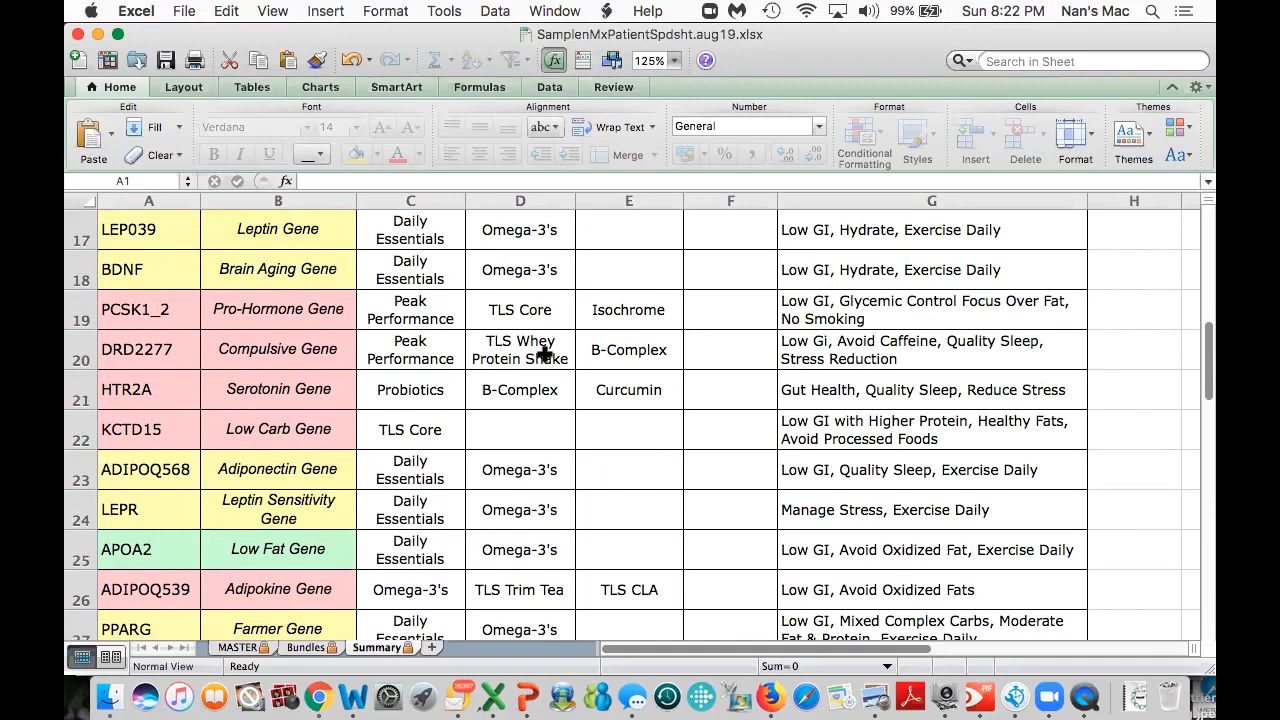 Excel File Edit View Insert Format Tools Data Window Help 99% Sun 8:22 PM Nan's Mac
SamplenMxPatientSpdsht.aug19.xlsx
125% Search in Sheet
Home Layout Tables Charts SmartArt Formulas Data Review
Edit Font Alignment Number Format Cells Themes
Fill Verdana 14 abc Wrap Text General
Paste Clear B I U Merge Conditional Formatting Styles Insert Delete Format Themes Aa
A1 fx
A B C D E F G H
17 LEP039 Leptin Gene Daily Essentials Omega-3's Low GI, Hydrate, Exercise Daily
18 BDNF Brain Aging Gene Daily Essentials Omega-3's Low GI, Hydrate, Exercise Daily
19 PCSK1_2 Pro-Hormone Gene Peak Performance TLS Core Isochrome Low GI, Glycemic Control Focus Over Fat, No Smoking
20 DRD2277 Compulsive Gene Peak Performance TLS Whey Protein Shake B-Complex Low Gi, Avoid Caffeine, Quality Sleep, Stress Reduction
21 HTR2A Serotonin Gene Probiotics B-Complex Curcumin Gut Health, Quality Sleep, Reduce Stress
22 KCTD15 Low Carb Gene TLS Core Low GI with Higher Protein, Healthy Fats, Avoid Processed Foods
23 ADIPOQ568 Adiponectin Gene Daily Essentials Omega-3's Low GI, Quality Sleep, Exercise Daily
24 LEPR Leptin Sensitivity Gene Daily Essentials Omega-3's Manage Stress, Exercise Daily
25 APOA2 Low Fat Gene Daily Essentials Omega-3's Low GI, Avoid Oxidized Fat, Exercise Daily
26 ADIPOQ539 Adipokine Gene Omega-3's TLS Trim Tea TLS CLA Low GI, Avoid Oxidized Fats
27 PPARG Farmer Gene Daily Essentials Omega-3's Low GI, Mixed Complex Carbs, Moderate Fat & Protein, Exercise Daily
MASTER Bundles Summary
Normal View Ready Sum=0
26387